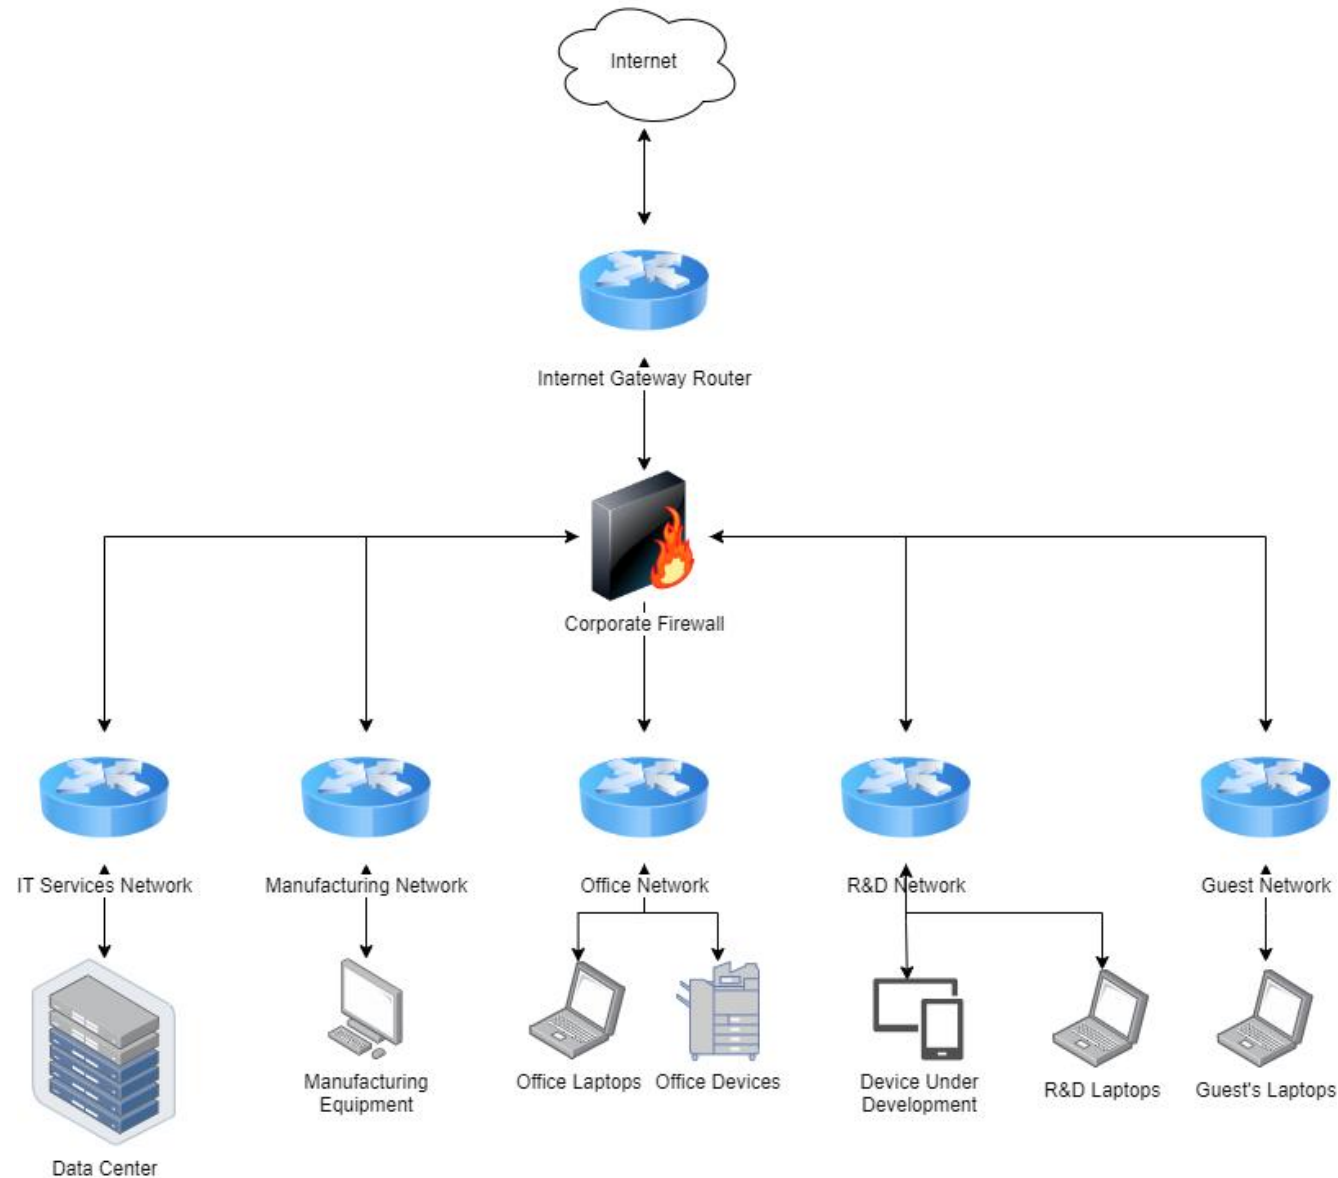 Internet
Internet Gateway Router
Corporate Firewall
IT Services Network
Manufacturing Network
Office Network
R&D Network
Guest Network
Manufacturing
Equipment
Office Laptops
Office Devices
Device Under
Development
R&D Laptops
Guest's Laptops
Data Center